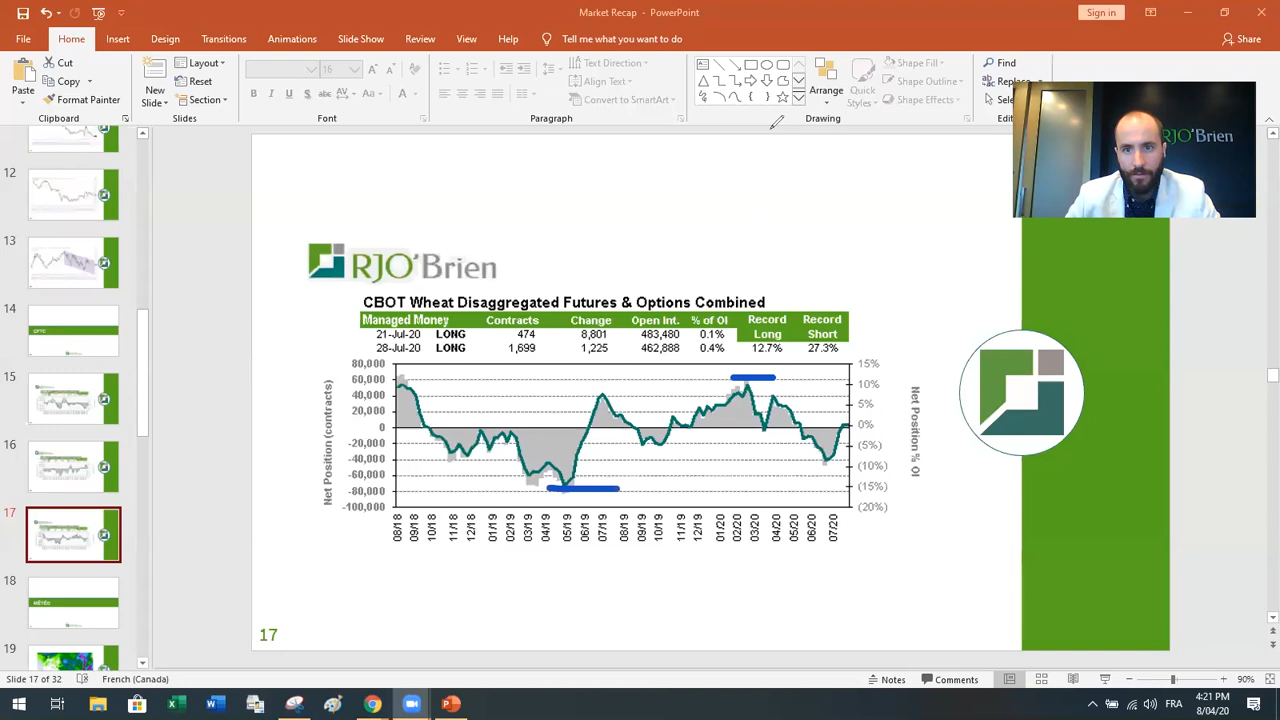 Market Recap - PowerPoint
Sign in
File Home Insert Design Transitions Animations Slide Show Review View Help Tell me what you want to do Share
Paste Cut Copy Format Painter
Clipboard
New Slide Layout Reset Section
Slides
16
B I U S abc AV Aa A
Font
Text Direction Align Text Convert to SmartArt
Paragraph
Arrange Quick Styles Shape Fill Shape Outline Shape Effects
Drawing
Find
Replace
RJO'Brien
12
13
14
15
16
17
18
MÉTÉO
19
RJO'Brien
CBOT Wheat Disaggregated Futures & Options Combined
Managed Money Contracts Change Open Int. % of OI Record Long Record Short
21-Jul-20 LONG 474 8,801 483,480 0.1%
28-Jul-20 LONG 1,699 1,225 462,888 0.4% 12.7% 27.3%
Net Position (contracts)
80,000
60,000
40,000
20,000
0
-20,000
-40,000
-60,000
-80,000
-100,000
15%
10%
5%
0%
(5%)
(10%)
(15%)
(20%)
Net Position % OI
08/18 09/18 10/18 11/18 12/18 01/19 02/19 03/19 04/19 05/19 06/19 07/19 08/19 09/19 10/19 11/19 12/19 01/20 02/20 03/20 04/20 05/20 06/20 07/20
17
Slide 17 of 32 French (Canada) Notes Comments 90%
FRA 4:21 PM
8/04/20